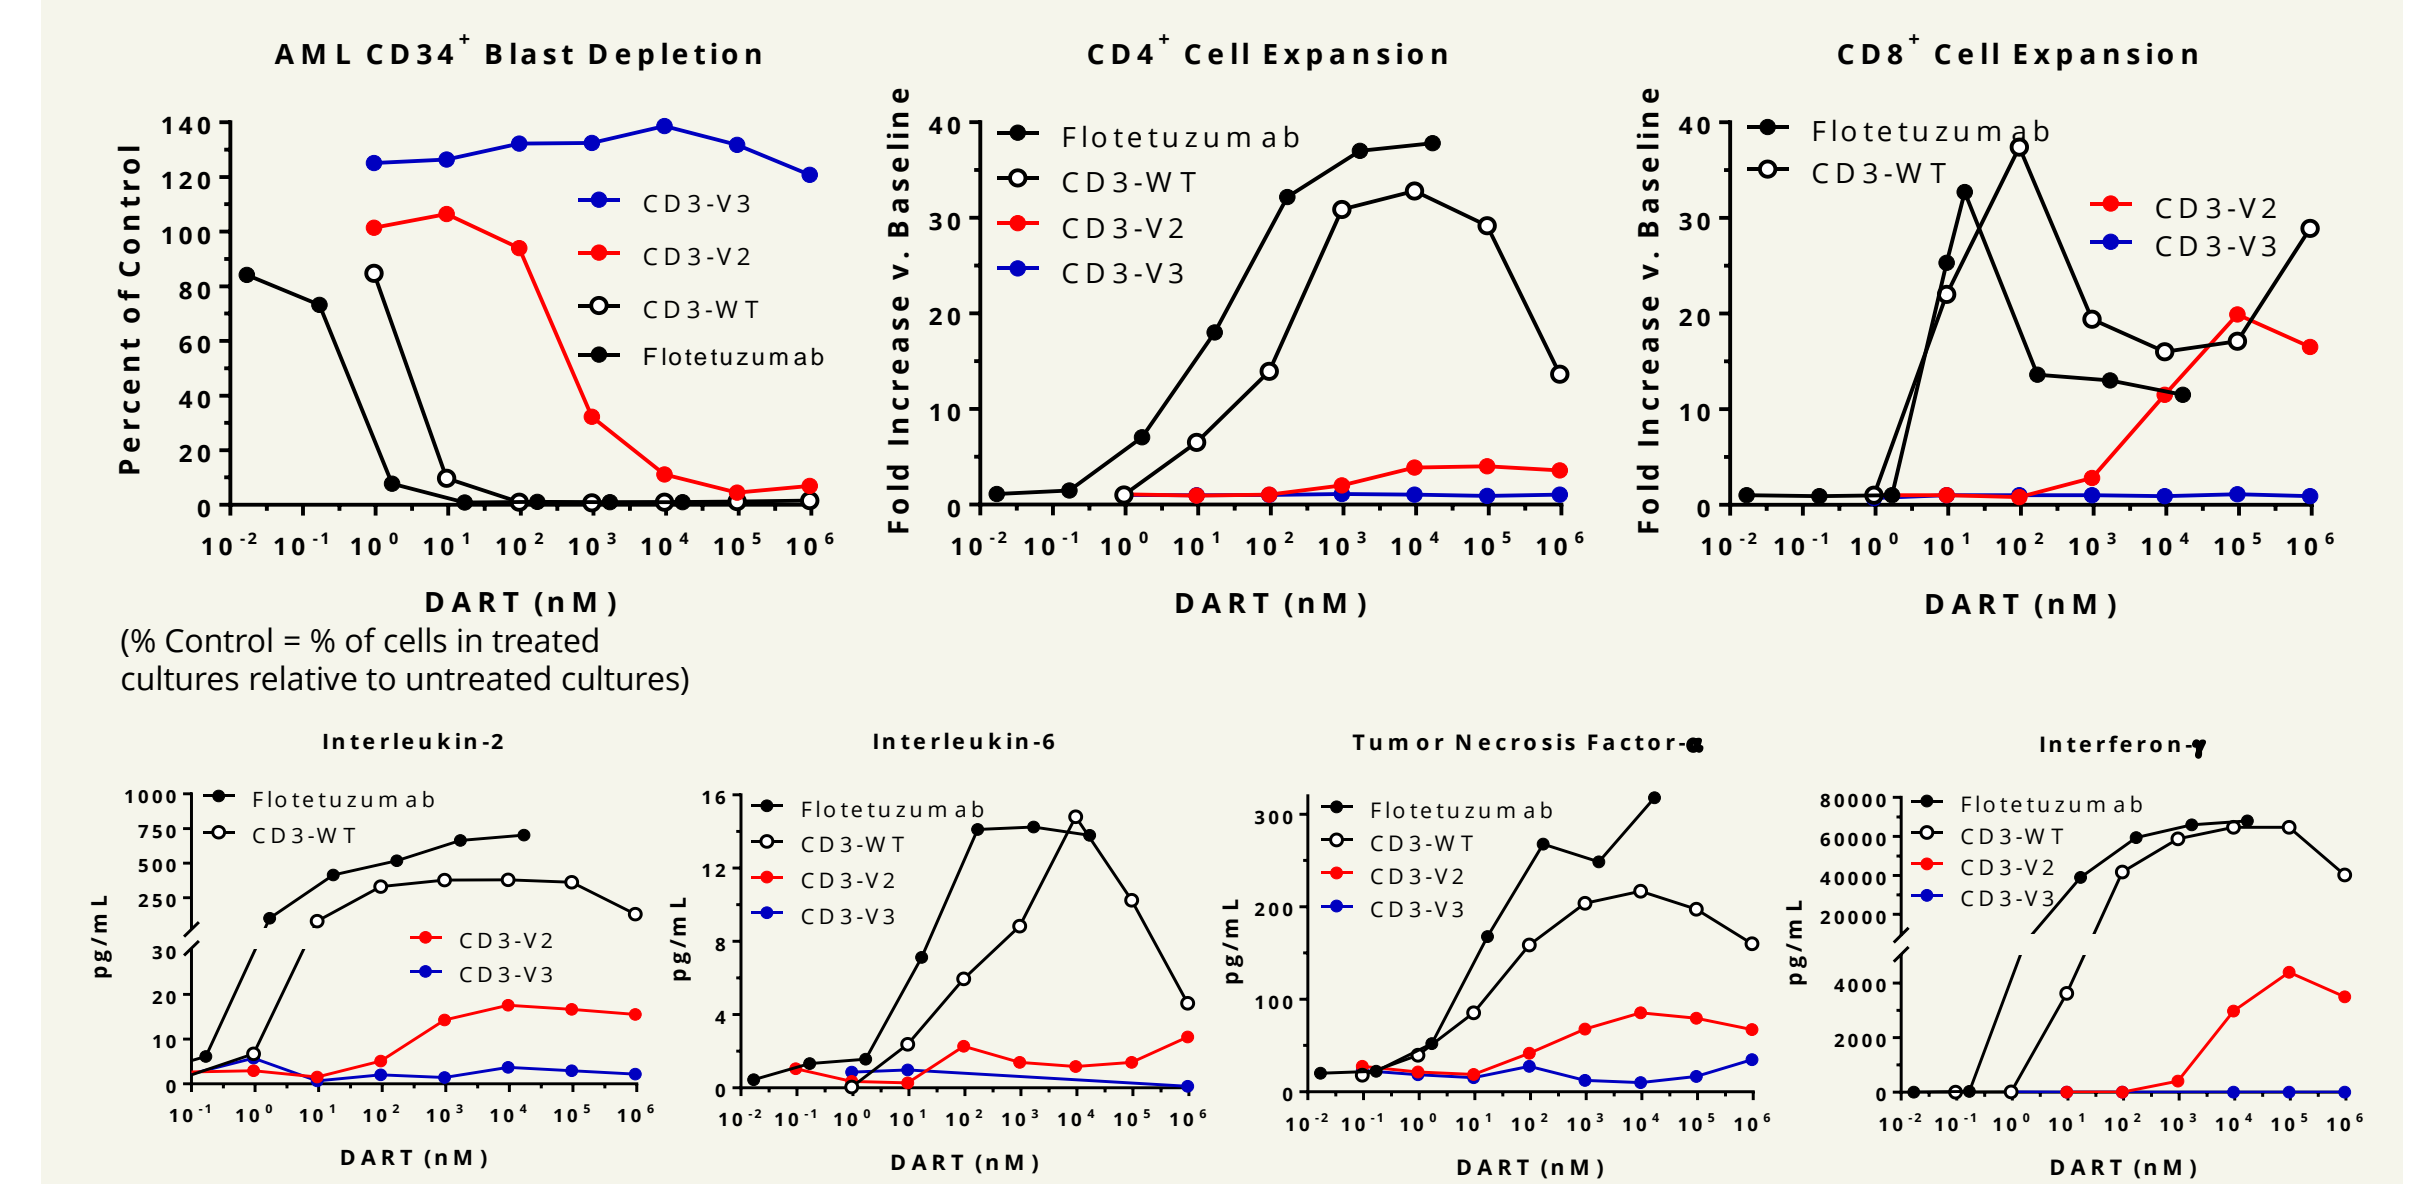 AML CD34+ Blast Depletion
Percent of Control
140
120
100
80
60
40
20
0
CD3-V3
CD3-V2
CD3-WT
Flotetuzumab
10-2 10-1 100 101 102 103 104 105 106
DART (nM)
(% Control = % of cells in treated
cultures relative to untreated cultures)
CD4+ Cell Expansion
Fold Increase v. Baseline
40
30
20
10
0
Flotetuzumab
CD3-WT
CD3-V2
CD3-V3
10-2 10-1 100 101 102 103 104 105 106
DART (nM)
CD8+ Cell Expansion
Fold Increase v. Baseline
40
30
20
10
0
Flotetuzumab
CD3-WT
CD3-V2
CD3-V3
10-2 10-1 100 101 102 103 104 105 106
DART (nM)
Interleukin-2
pg/mL
1000
750
500
250
30
20
10
0
Flotetuzumab
CD3-WT
CD3-V2
CD3-V3
10-1 100 101 102 103 104 105 106
DART (nM)
Interleukin-6
pg/mL
16
12
8
4
0
Flotetuzumab
CD3-WT
CD3-V2
CD3-V3
10-2 10-1 100 101 102 103 104 105 106
DART (nM)
Tumor Necrosis Factor-α
pg/mL
300
200
100
0
Flotetuzumab
CD3-WT
CD3-V2
CD3-V3
10-2 10-1 100 101 102 103 104 105 106
DART (nM)
Interferon-γ
pg/mL
80000
60000
40000
20000
4000
2000
0
Flotetuzumab
CD3-WT
CD3-V2
CD3-V3
10-2 10-1 100 101 102 103 104 105 106
DART (nM)